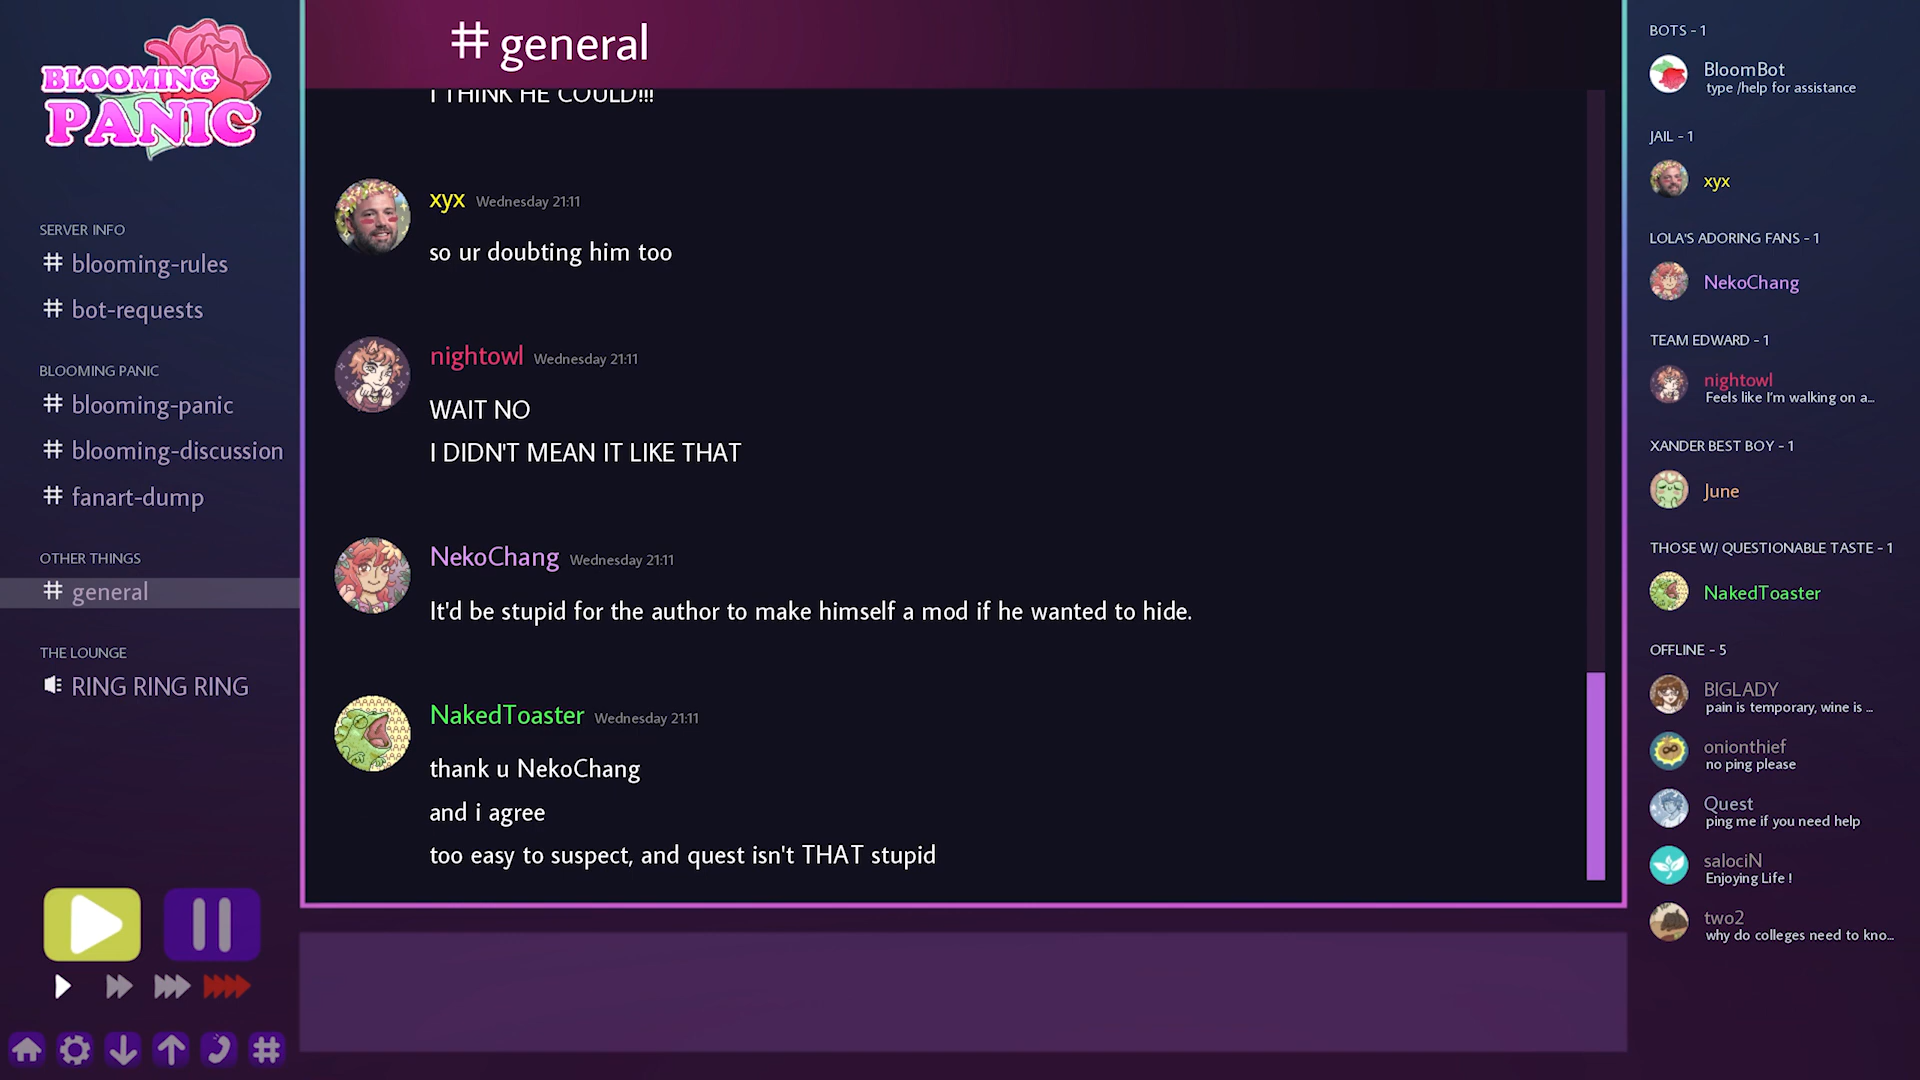 BLOOMING
PANIC
SERVER INFO
# blooming-rules
# bot-requests
BLOOMING PANIC
# blooming-panic
# blooming-discussion
# fanart-dump
OTHER THINGS
# general
THE LOUNGE
RING RING RING
# general
I THINK HE COULD!!!
xyx Wednesday 21:11
so ur doubting him too
nightowl Wednesday 21:11
WAIT NO
I DIDN'T MEAN IT LIKE THAT
NekoChang Wednesday 21:11
It'd be stupid for the author to make himself a mod if he wanted to hide.
NakedToaster Wednesday 21:11
thank u NekoChang
and i agree
too easy to suspect, and quest isn't THAT stupid
BOTS - 1
BloomBot
type /help for assistance
JAIL - 1
xyx
LOLA'S ADORING FANS - 1
NekoChang
TEAM EDWARD - 1
nightowl
Feels like I'm walking on a...
XANDER BEST BOY - 1
June
THOSE W/ QUESTIONABLE TASTE - 1
NakedToaster
OFFLINE - 5
BIGLADY
pain is temporary, wine is ...
onionthief
no ping please
Quest
ping me if you need help
salociN
Enjoying Life !
two2
why do colleges need to kno...